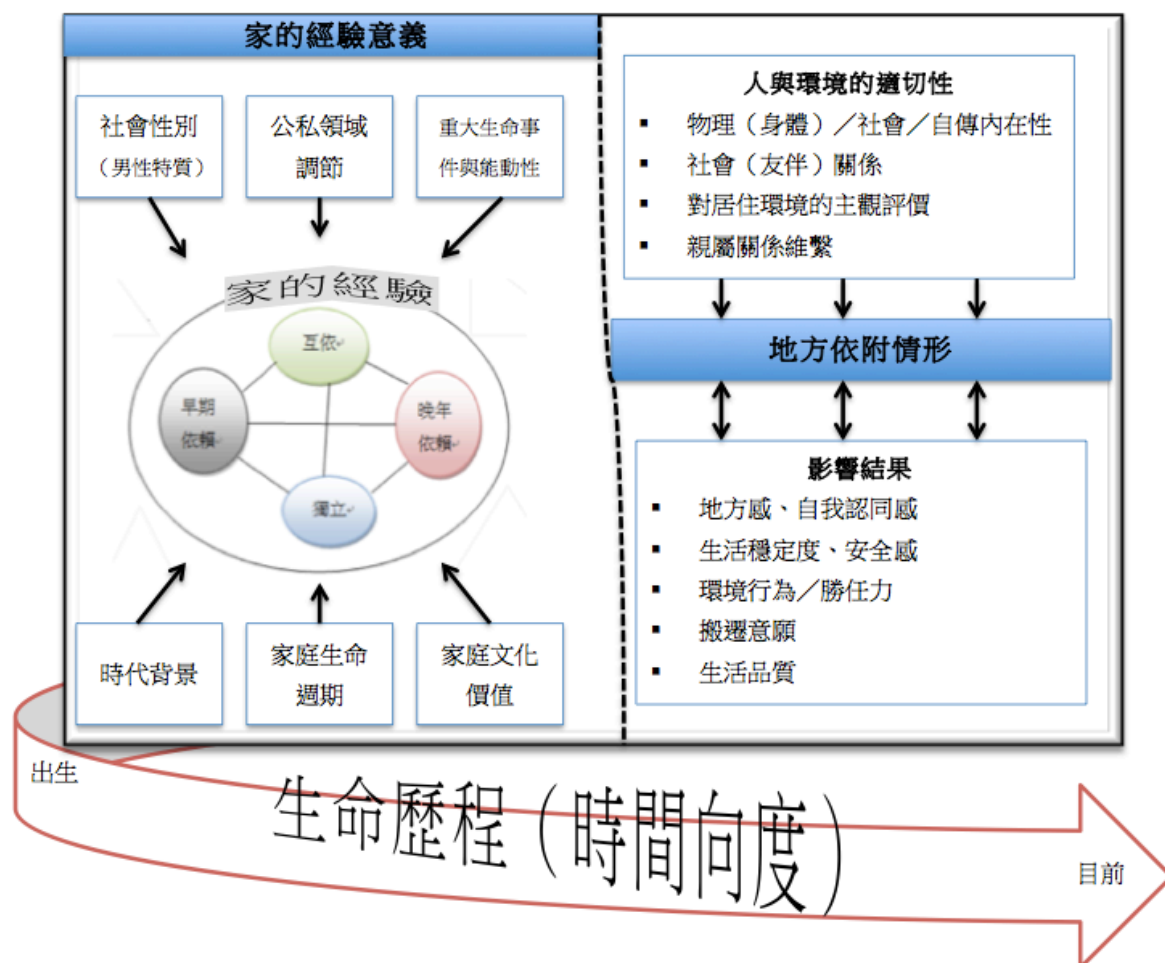 家的經驗意義
社會性別
（男性特質）
公私領域
調節
重大生命事
件與能動性
家的經驗
互依
早期
依賴
晚年
依賴
獨立
時代背景
家庭生命
週期
家庭文化
價值
人與環境的適切性
▪ 物理（身體）／社會／自傳內在性
▪ 社會（友伴）關係
▪ 對居住環境的主觀評價
▪ 親屬關係維繫
地方依附情形
影響結果
▪ 地方感、自我認同感
▪ 生活穩定度、安全感
▪ 環境行為／勝任力
▪ 搬遷意願
▪ 生活品質
出生
生命歷程（時間向度）
目前